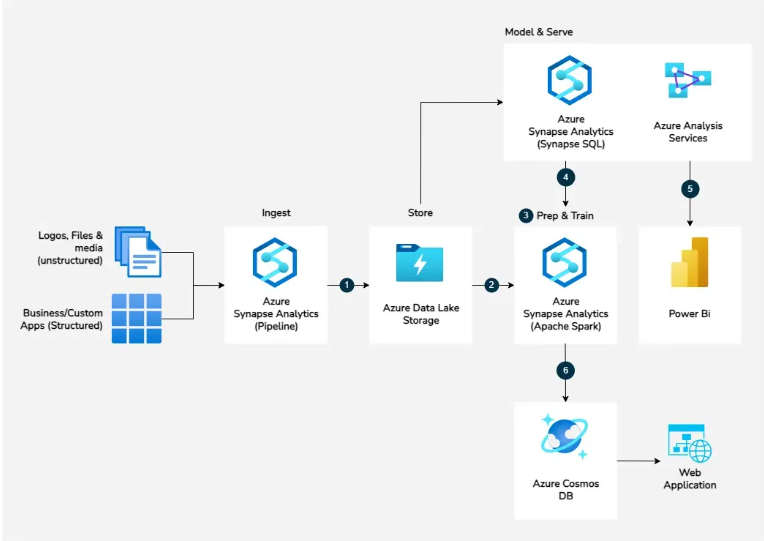 Model & Serve
Azure
Synapse Analytics
(Synapse SQL)
Azure Analysis
Services
4
5
Ingest
Store
3 Prep & Train
Logos, Files &
media
(unstructured)
Business/Custom
Apps (Structured)
Azure
Synapse Analytics
(Pipeline)
1
Azure Data Lake
Storage
2
Azure
Synapse Analytics
(Apache Spark)
Power Bi
6
Azure Cosmos
DB
Web
Application